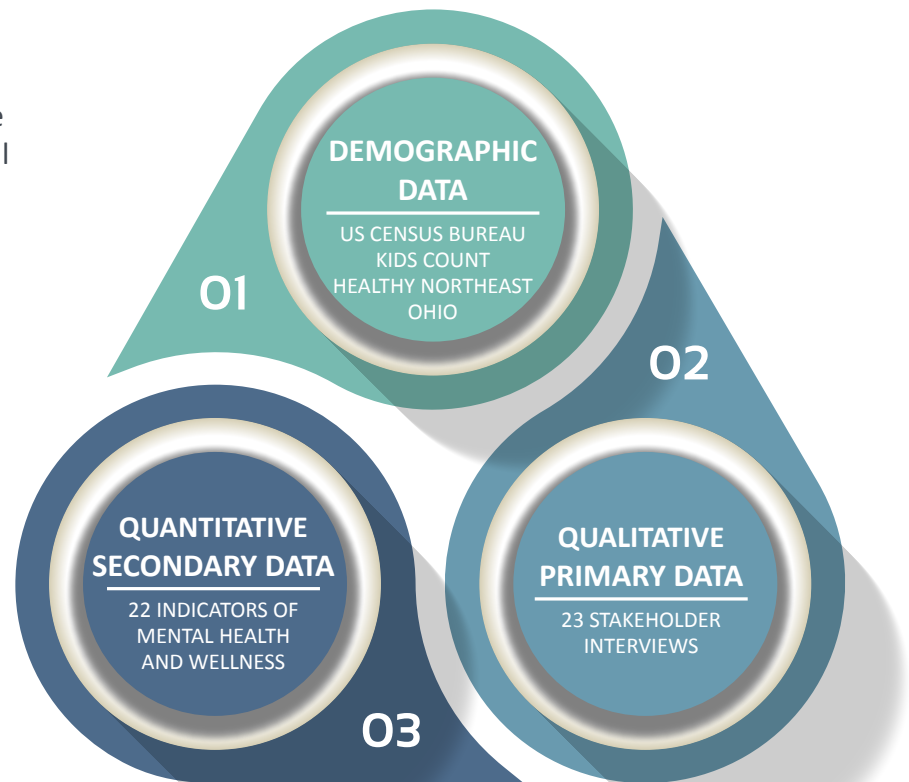 01
DEMOGRAPHIC
DATA
US CENSUS BUREAU
KIDS COUNT
HEALTHY NORTHEAST
OHIO
02
QUALITATIVE
PRIMARY DATA
23 STAKEHOLDER
INTERVIEWS
03
QUANTITATIVE
SECONDARY DATA
22 INDICATORS OF
MENTAL HEALTH
AND WELLNESS